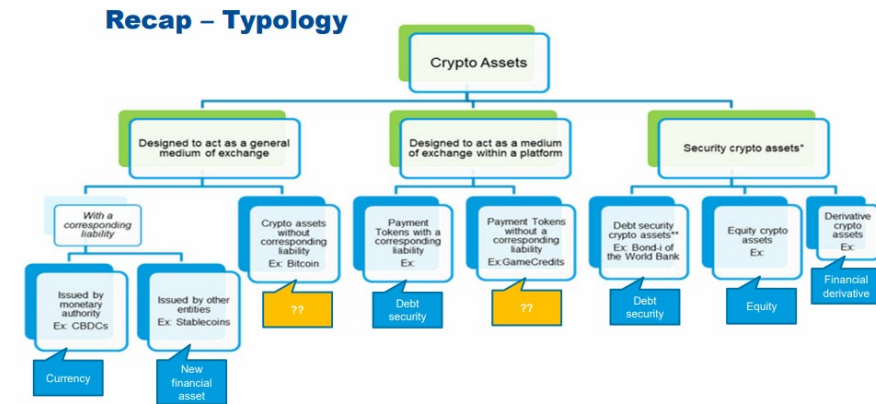 Recap – Typology
Crypto Assets
Designed to act as a general
medium of exchange
Designed to act as a medium
of exchange within a platform
Security crypto assets*
With a
corresponding
liability
Crypto assets
without
corresponding
liability
Ex: Bitcoin
Payment
Tokens with a
corresponding
liability
Ex:
Payment Tokens
without a
corresponding
liability
Ex:GameCredits
Debt security
crypto assets**
Ex: Bond-i of
the World Bank
Equity crypto
assets
Ex:
Derivative
crypto
assets
Ex:
Issued by
monetary
authority
Ex: CBDCs
Issued by other
entities
Ex: Stablecoins
??
Debt
security
??
Debt
security
Equity
Financial
derivative
Currency
New
financial
asset